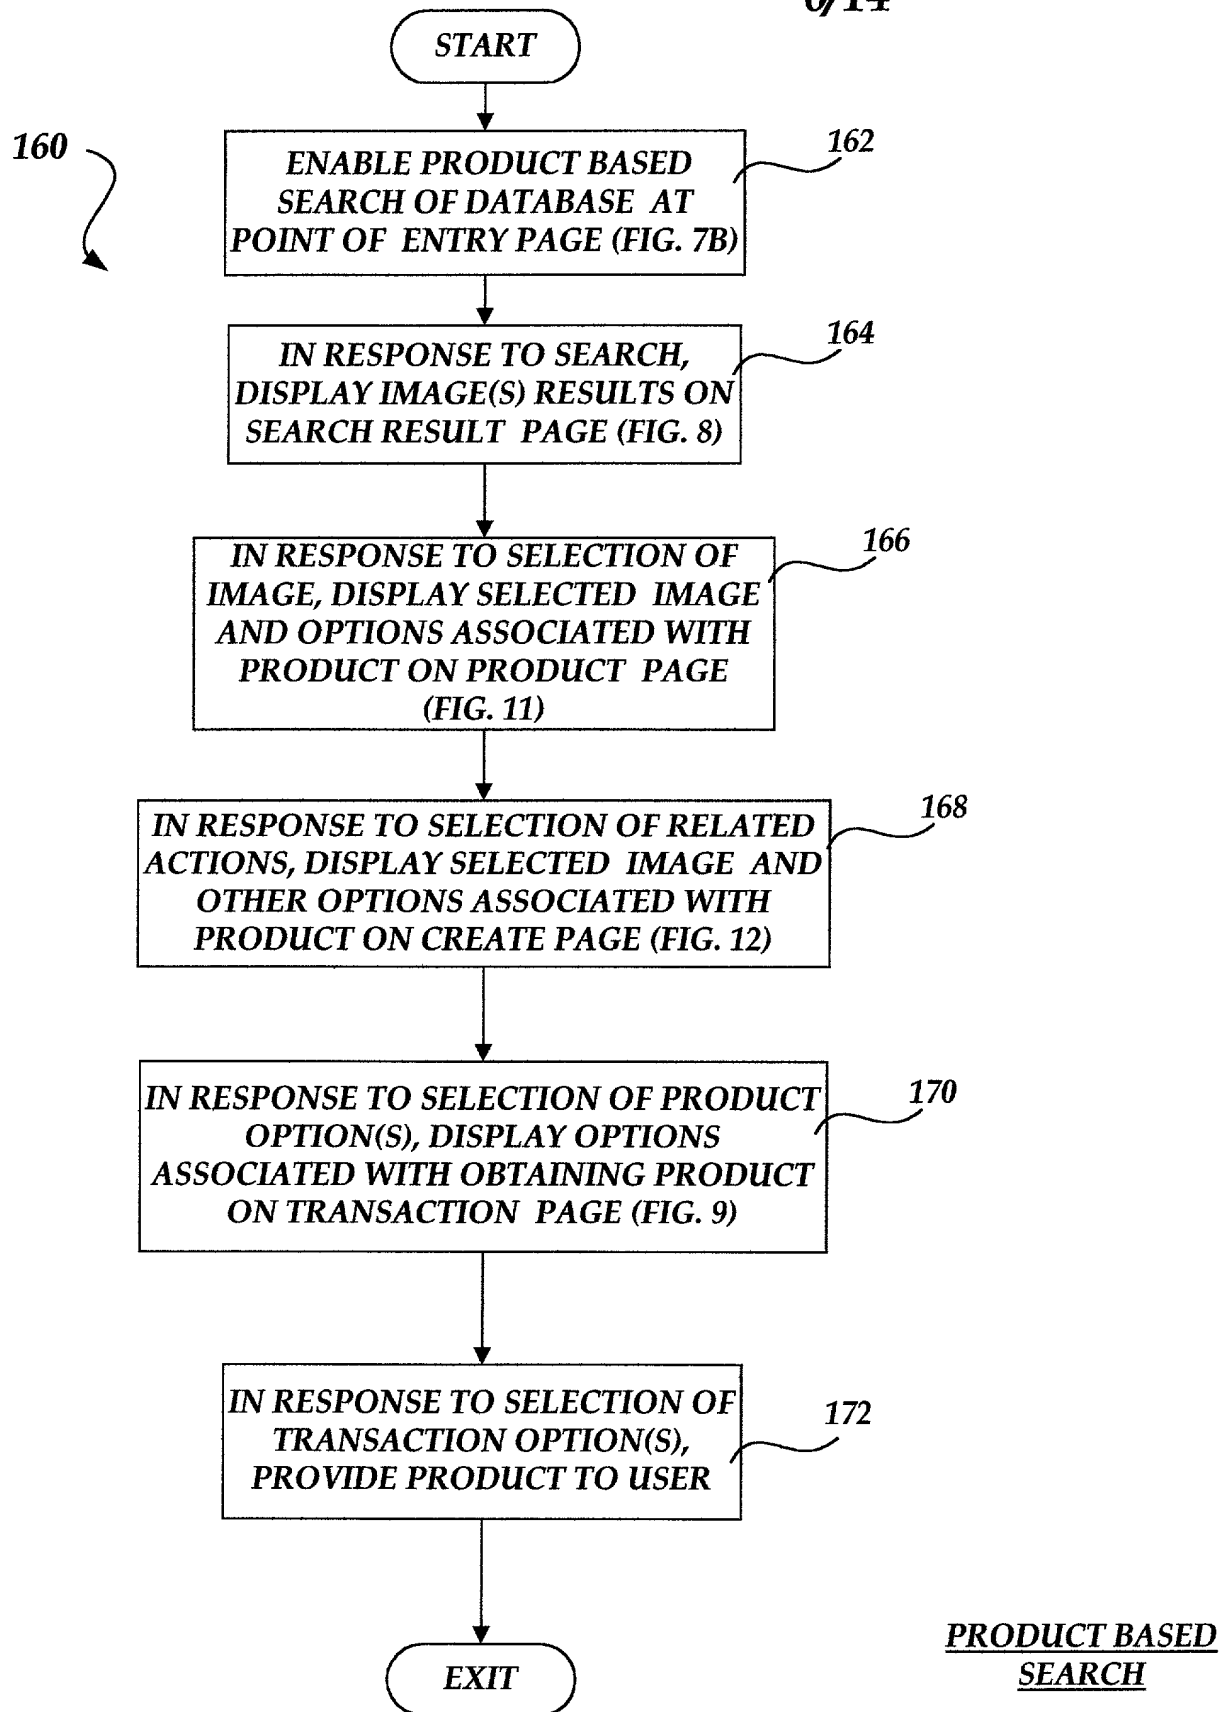 6/14
START
160
162
ENABLE PRODUCT BASED
SEARCH OF DATABASE AT
POINT OF ENTRY PAGE (FIG. 7B)
164
IN RESPONSE TO SEARCH,
DISPLAY IMAGE(S) RESULTS ON
SEARCH RESULT PAGE (FIG. 8)
166
IN RESPONSE TO SELECTION OF
IMAGE, DISPLAY SELECTED IMAGE
AND OPTIONS ASSOCIATED WITH
PRODUCT ON PRODUCT PAGE
(FIG. 11)
168
IN RESPONSE TO SELECTION OF RELATED
ACTIONS, DISPLAY SELECTED IMAGE AND
OTHER OPTIONS ASSOCIATED WITH
PRODUCT ON CREATE PAGE (FIG. 12)
170
IN RESPONSE TO SELECTION OF PRODUCT
OPTION(S), DISPLAY OPTIONS
ASSOCIATED WITH OBTAINING PRODUCT
ON TRANSACTION PAGE (FIG. 9)
172
IN RESPONSE TO SELECTION OF
TRANSACTION OPTION(S),
PROVIDE PRODUCT TO USER
EXIT
PRODUCT BASED
SEARCH